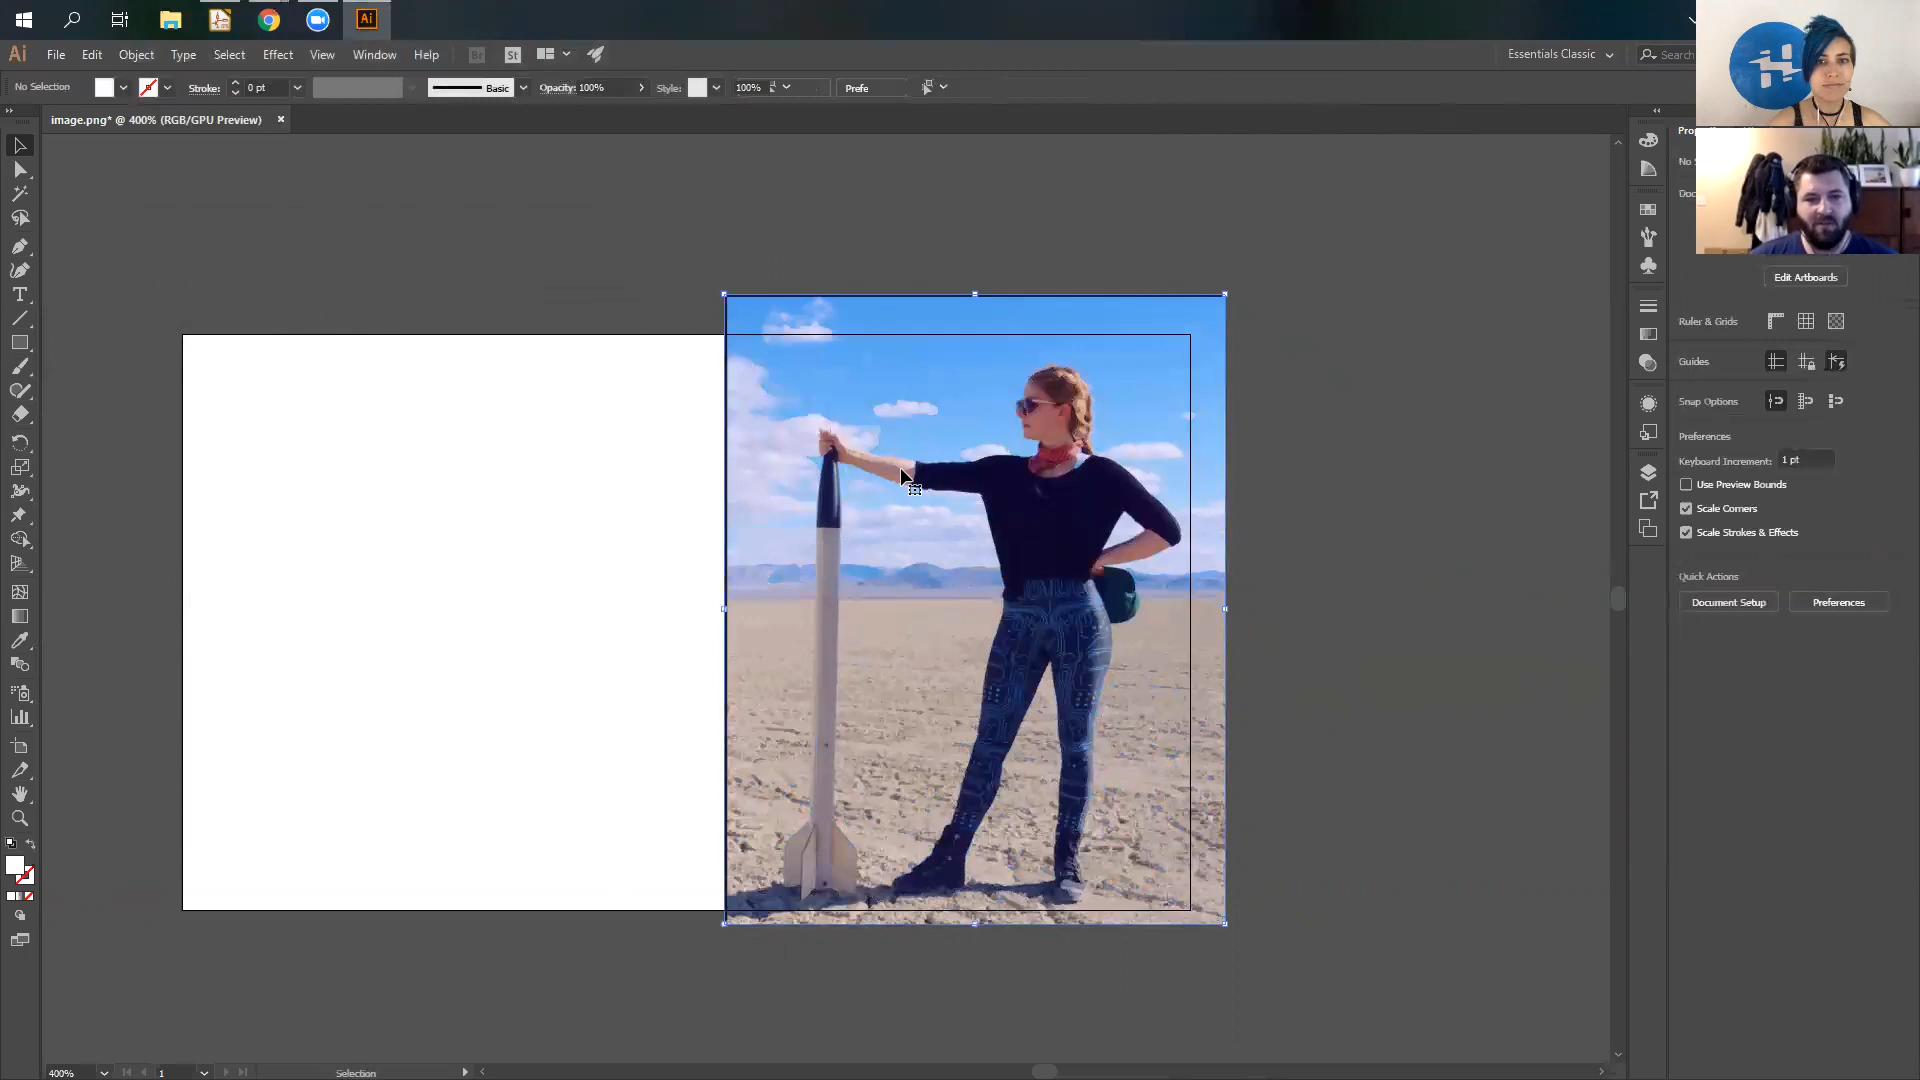 Ai
Ai
File Edit Object Type Select Effect View Window Help
Br
St
Essentials Classic
Search
No Selection
Stroke:
0 pt
Basic
Opacity:
100%
Style:
100%
Prefe
image.png* @ 400% (RGB/GPU Preview)
Edit Artboards
Ruler & Grids
Guides
Snap Options
Preferences
Keyboard Increment:
1 pt
Use Preview Bounds
Scale Corners
Scale Strokes & Effects
Quick Actions
Document Setup
Preferences
400%
1
Selection